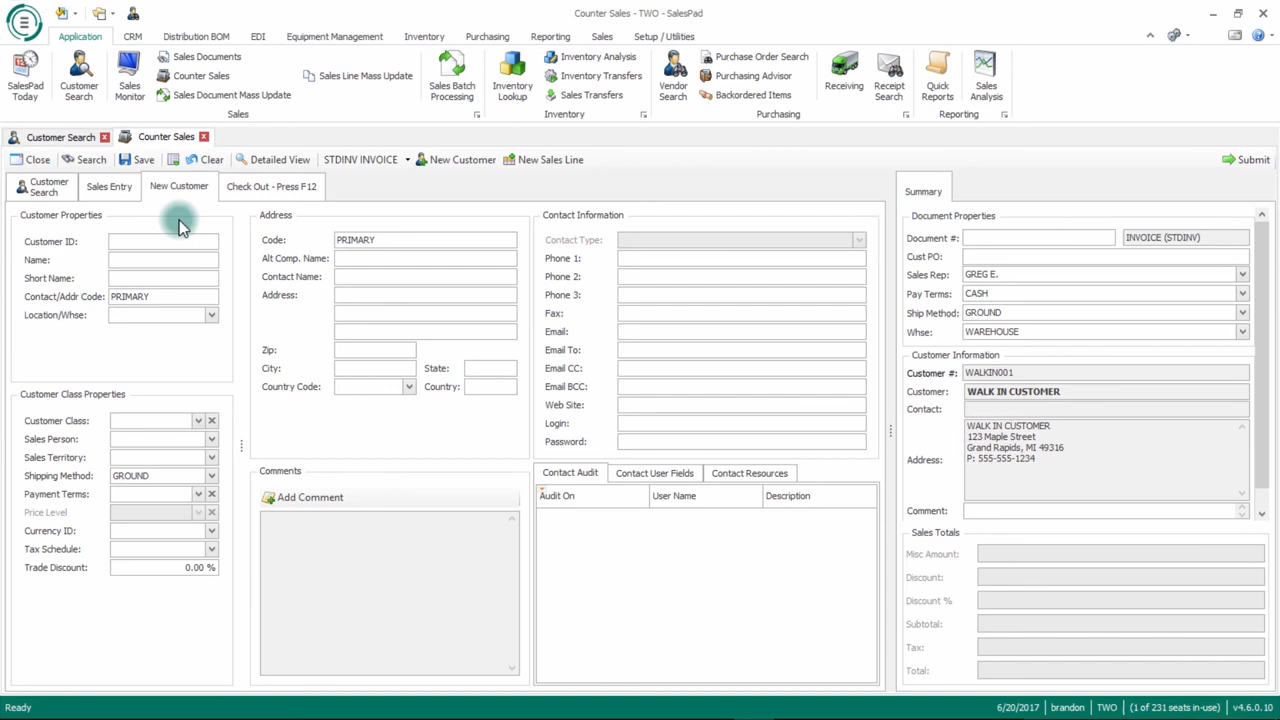 Counter Sales - TWO - SalesPad
Application CRM Distribution BOM EDI Equipment Management Inventory Purchasing Reporting Sales Setup / Utilities
SalesPad Today
Customer Search
Sales Monitor
Sales Documents
Counter Sales
Sales Document Mass Update
Sales Line Mass Update
Sales Batch Processing
Sales
Inventory Lookup
Inventory Analysis
Inventory Transfers
Sales Transfers
Inventory
Vendor Search
Purchase Order Search
Purchasing Advisor
Backordered Items
Receiving
Receipt Search
Purchasing
Quick Reports
Sales Analysis
Reporting
Customer Search Counter Sales
Close Search Save Clear Detailed View STDINV INVOICE New Customer New Sales Line Submit
Customer Search Sales Entry New Customer Check Out - Press F12
Customer Properties
Customer ID:
Name:
Short Name:
Contact/Addr Code: PRIMARY
Location/Whse:
Customer Class Properties
Customer Class:
Sales Person:
Sales Territory:
Shipping Method: GROUND
Payment Terms:
Price Level
Currency ID:
Tax Schedule:
Trade Discount: 0.00 %
Address
Code: PRIMARY
Alt Comp. Name:
Contact Name:
Address:
Zip:
City: State:
Country Code: Country:
Comments
Add Comment
Contact Information
Contact Type:
Phone 1:
Phone 2:
Phone 3:
Fax:
Email:
Email To:
Email CC:
Email BCC:
Web Site:
Login:
Password:
Contact Audit Contact User Fields Contact Resources
Audit On User Name Description
Summary
Document Properties
Document #: INVOICE (STDINV)
Cust PO:
Sales Rep: GREG E.
Pay Terms: CASH
Ship Method: GROUND
Whse: WAREHOUSE
Customer Information
Customer #: WALKIN001
Customer: WALK IN CUSTOMER
Contact:
Address: WALK IN CUSTOMER
123 Maple Street
Grand Rapids, MI 49316
P: 555-555-1234
Comment:
Sales Totals
Misc Amount:
Discount:
Discount %
Subtotal:
Tax:
Total:
Ready 6/20/2017 brandon TWO (1 of 231 seats in-use) v4.6.0.10